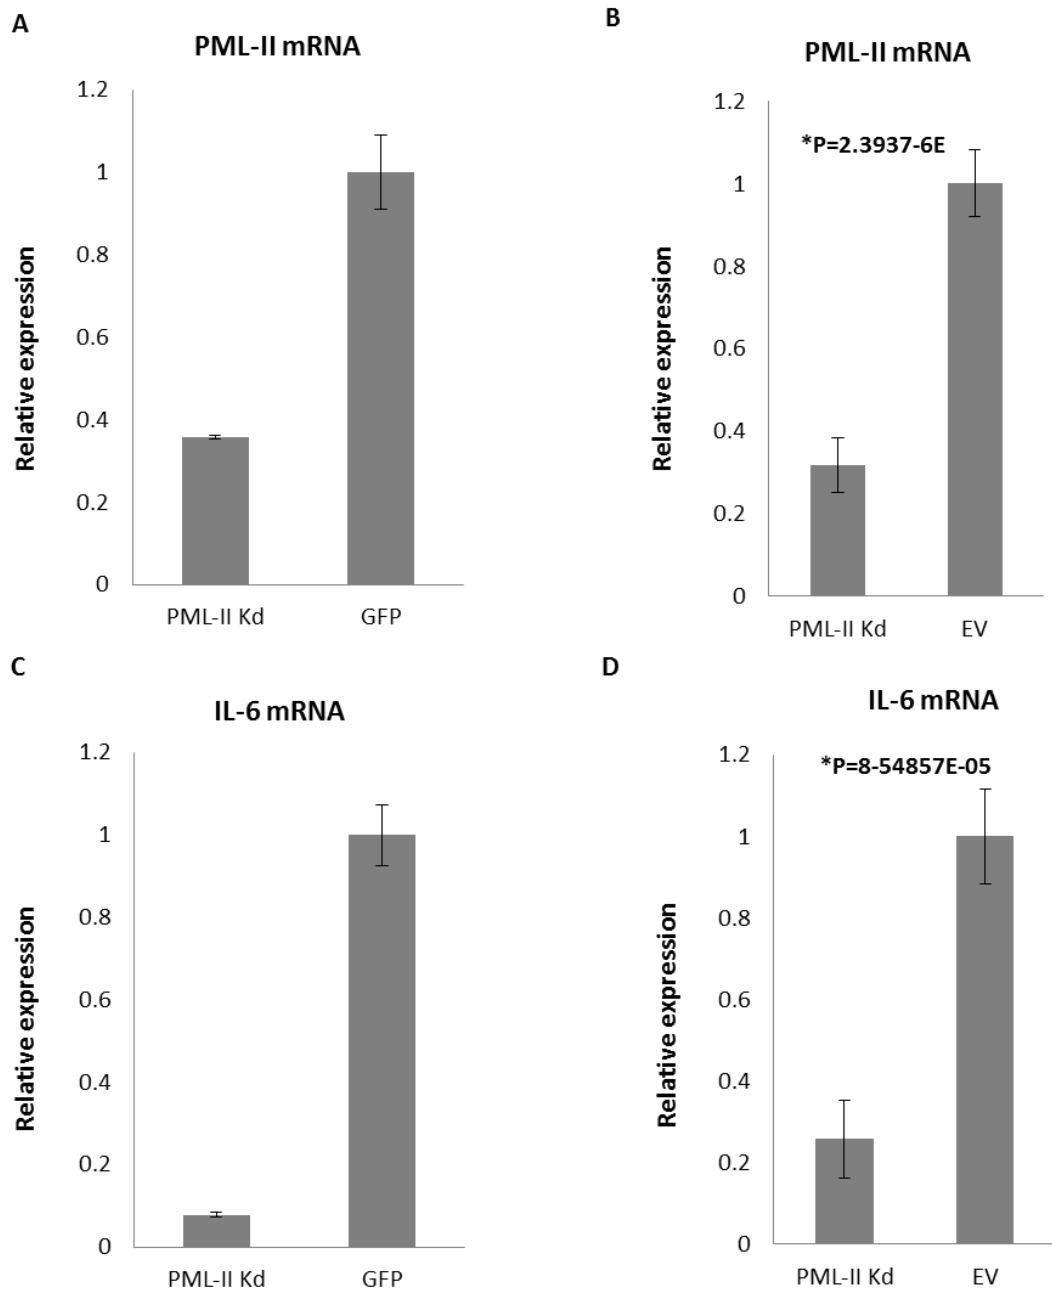 A
PML-II mRNA
Relative expression
1.2
1
0.8
0.6
0.4
0.2
0
PML-II Kd
GFP
B
PML-II mRNA
*P=2.3937-6E
Relative expression
1.2
1
0.8
0.6
0.4
0.2
0
PML-II Kd
EV
C
IL-6 mRNA
Relative expression
1.2
1
0.8
0.6
0.4
0.2
0
PML-II Kd
GFP
D
IL-6 mRNA
*P=8-54857E-05
Relative expression
1.2
1
0.8
0.6
0.4
0.2
0
PML-II Kd
EV